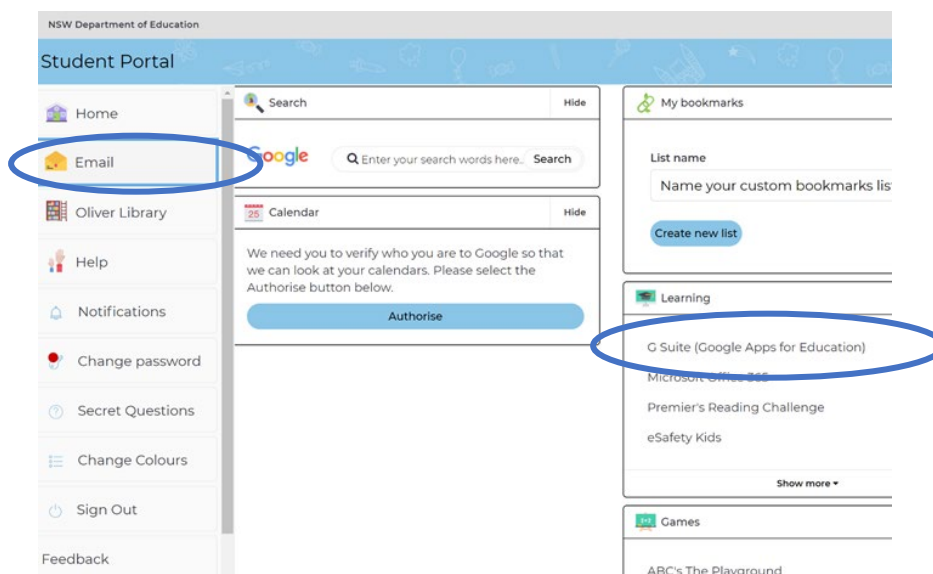 NSW Department of Education
Student Portal
Home
Email
Oliver Library
Help
Notifications
Change password
Secret Questions
Change Colours
Sign Out
Feedback
Search
Hide
Google
Enter your search words here..
Search
25
Calendar
Hide
We need you to verify who you are to Google so that
we can look at your calendars. Please select the
Authorise button below.
Authorise
My bookmarks
List name
Name your custom bookmarks lis
Create new list
Learning
G Suite (Google Apps for Education)
Microsoft Office 365
Premier's Reading Challenge
eSafety Kids
Show more
Games
ABC's The Playground